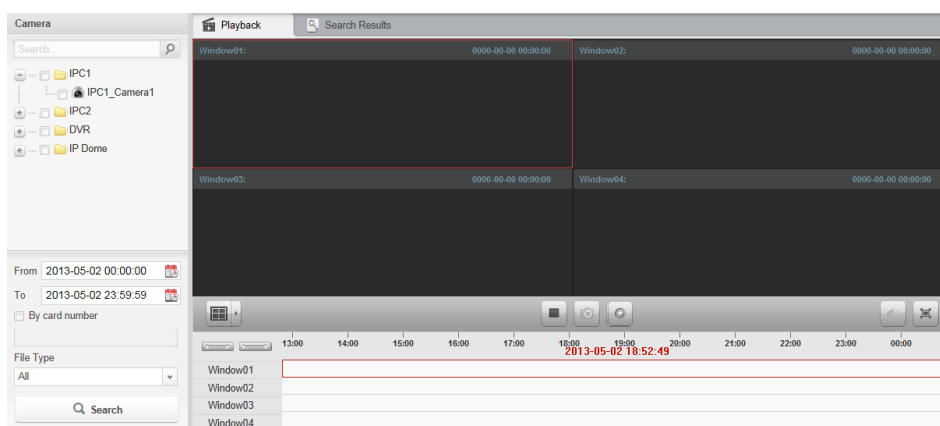 Camera
Playback
Search Results
Search...
IPC1
IPC1_Camera1
IPC2
DVR
IP Dome
Window01: 0000-00-00 00:00:00
Window02: 0000-00-00 00:00:00
Window03: 0000-00-00 00:00:00
Window04: 0000-00-00 00:00:00
From 2013-05-02 00:00:00
To 2013-05-02 23:59:59
By card number
File Type
All
Search
13:00 14:00 15:00 16:00 17:00 18:00 19:00 20:00 21:00 22:00 23:00 00:00
2013-05-02 18:52:49
Window01
Window02
Window03
Window04